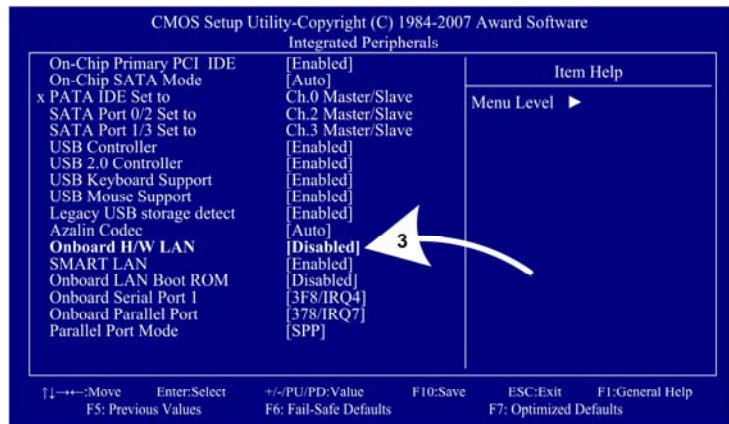 CMOS Setup Utility-Copyright (C) 1984-2007 Award Software
Integrated Peripherals
On-Chip Primary PCI IDE [Enabled]
On-Chip SATA Mode [Auto]
x PATA IDE Set to Ch.0 Master/Slave
SATA Port 0/2 Set to Ch.2 Master/Slave
SATA Port 1/3 Set to Ch.3 Master/Slave
USB Controller [Enabled]
USB 2.0 Controller [Enabled]
USB Keyboard Support [Enabled]
USB Mouse Support [Enabled]
Legacy USB storage detect [Enabled]
Azalin Codec [Auto]
Onboard H/W LAN [Disabled]
SMART LAN [Enabled]
Onboard LAN Boot ROM [Disabled]
Onboard Serial Port 1 [3F8/IRQ4]
Onboard Parallel Port [378/IRQ7]
Parallel Port Mode [SPP]
Item Help
Menu Level ►
3
↑↓→←:Move Enter:Select +/-/PU/PD:Value F10:Save ESC:Exit F1:General Help
F5: Previous Values F6: Fail-Safe Defaults F7: Optimized Defaults